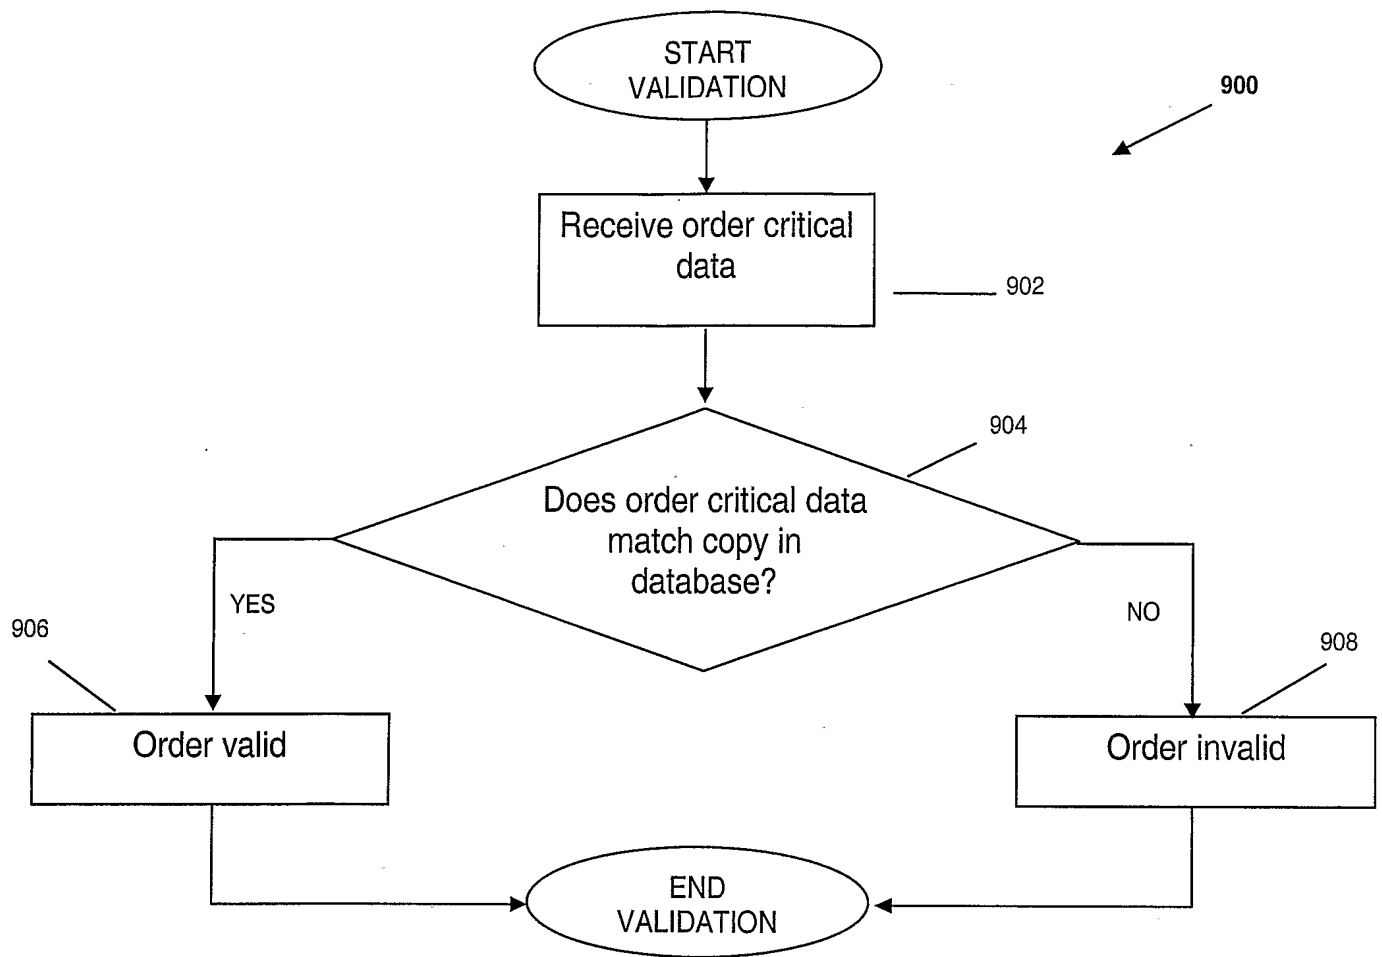 START
VALIDATION
900
Receive order critical
data
902
904
Does order critical data
match copy in
database?
YES
NO
906
908
Order valid
Order invalid
END
VALIDATION